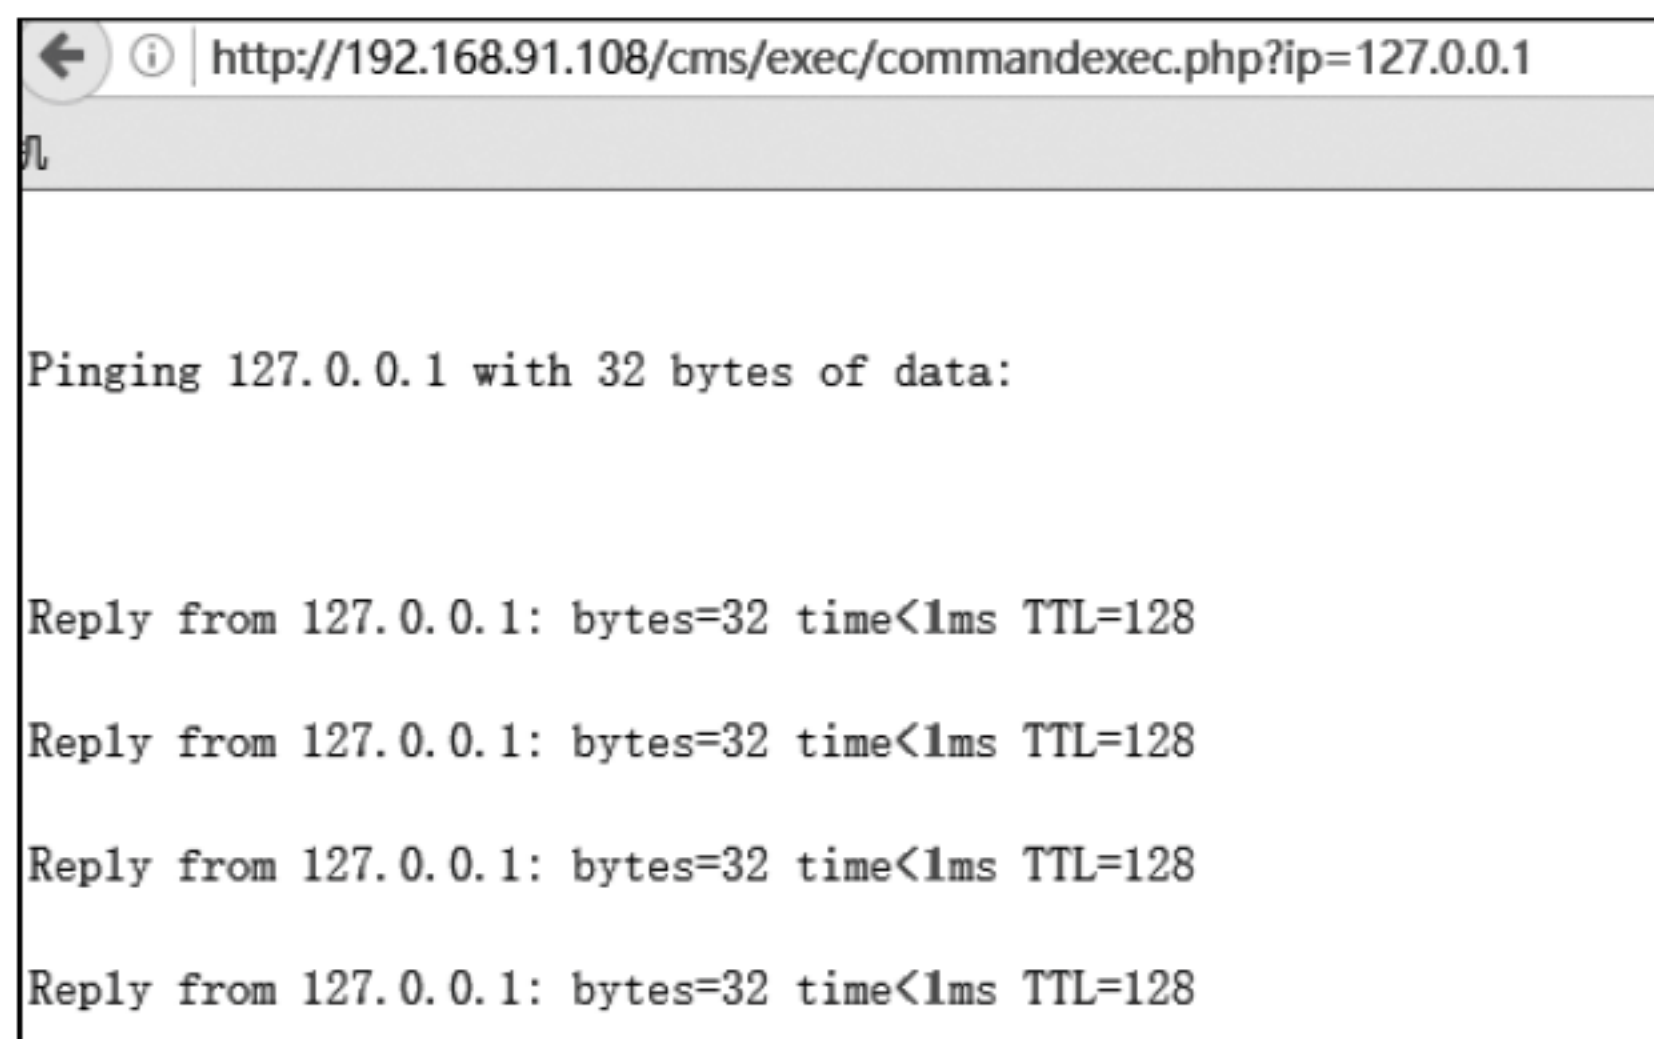 http://192.168.91.108/cms/exec/commandexec.php?ip=127.0.0.1
机
Pinging 127.0.0.1 with 32 bytes of data:
Reply from 127.0.0.1: bytes=32 time<1ms TTL=128
Reply from 127.0.0.1: bytes=32 time<1ms TTL=128
Reply from 127.0.0.1: bytes=32 time<1ms TTL=128
Reply from 127.0.0.1: bytes=32 time<1ms TTL=128